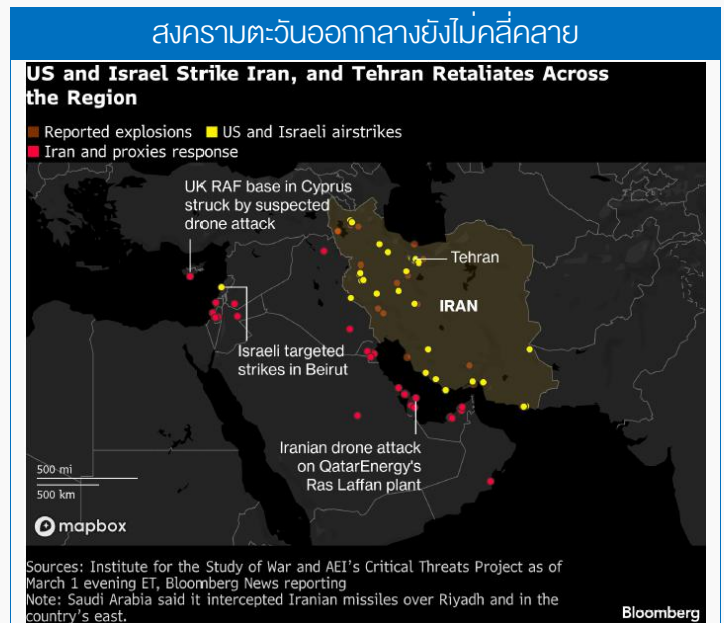 สงครามตะวันออกกลางยังไม่คลี่คลาย
US and Israel Strike Iran, and Tehran Retaliates Across
the Region
Reported explosions US and Israeli airstrikes
Iran and proxies response
UK RAF base in Cyprus
struck by suspected
drone attack
Tehran
IRAN
Israeli targeted
strikes in Beirut
Iranian drone attack
on QatarEnergy's
Ras Laffan plant
500 mi
500 km
mapbox
Sources: Institute for the Study of War and AEI's Critical Threats Project as of
March 1 evening ET, Bloomberg News reporting
Note: Saudi Arabia said it intercepted Iranian missiles over Riyadh and in the
country's east.
Bloomberg